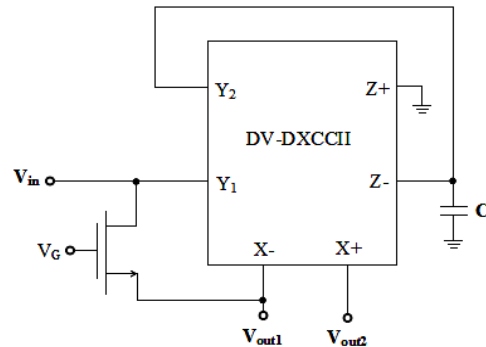 Y2
Z+
DV-DXCCII
Vin
Y1
Z-
C
VG
X-
X+
Vout1
Vout2